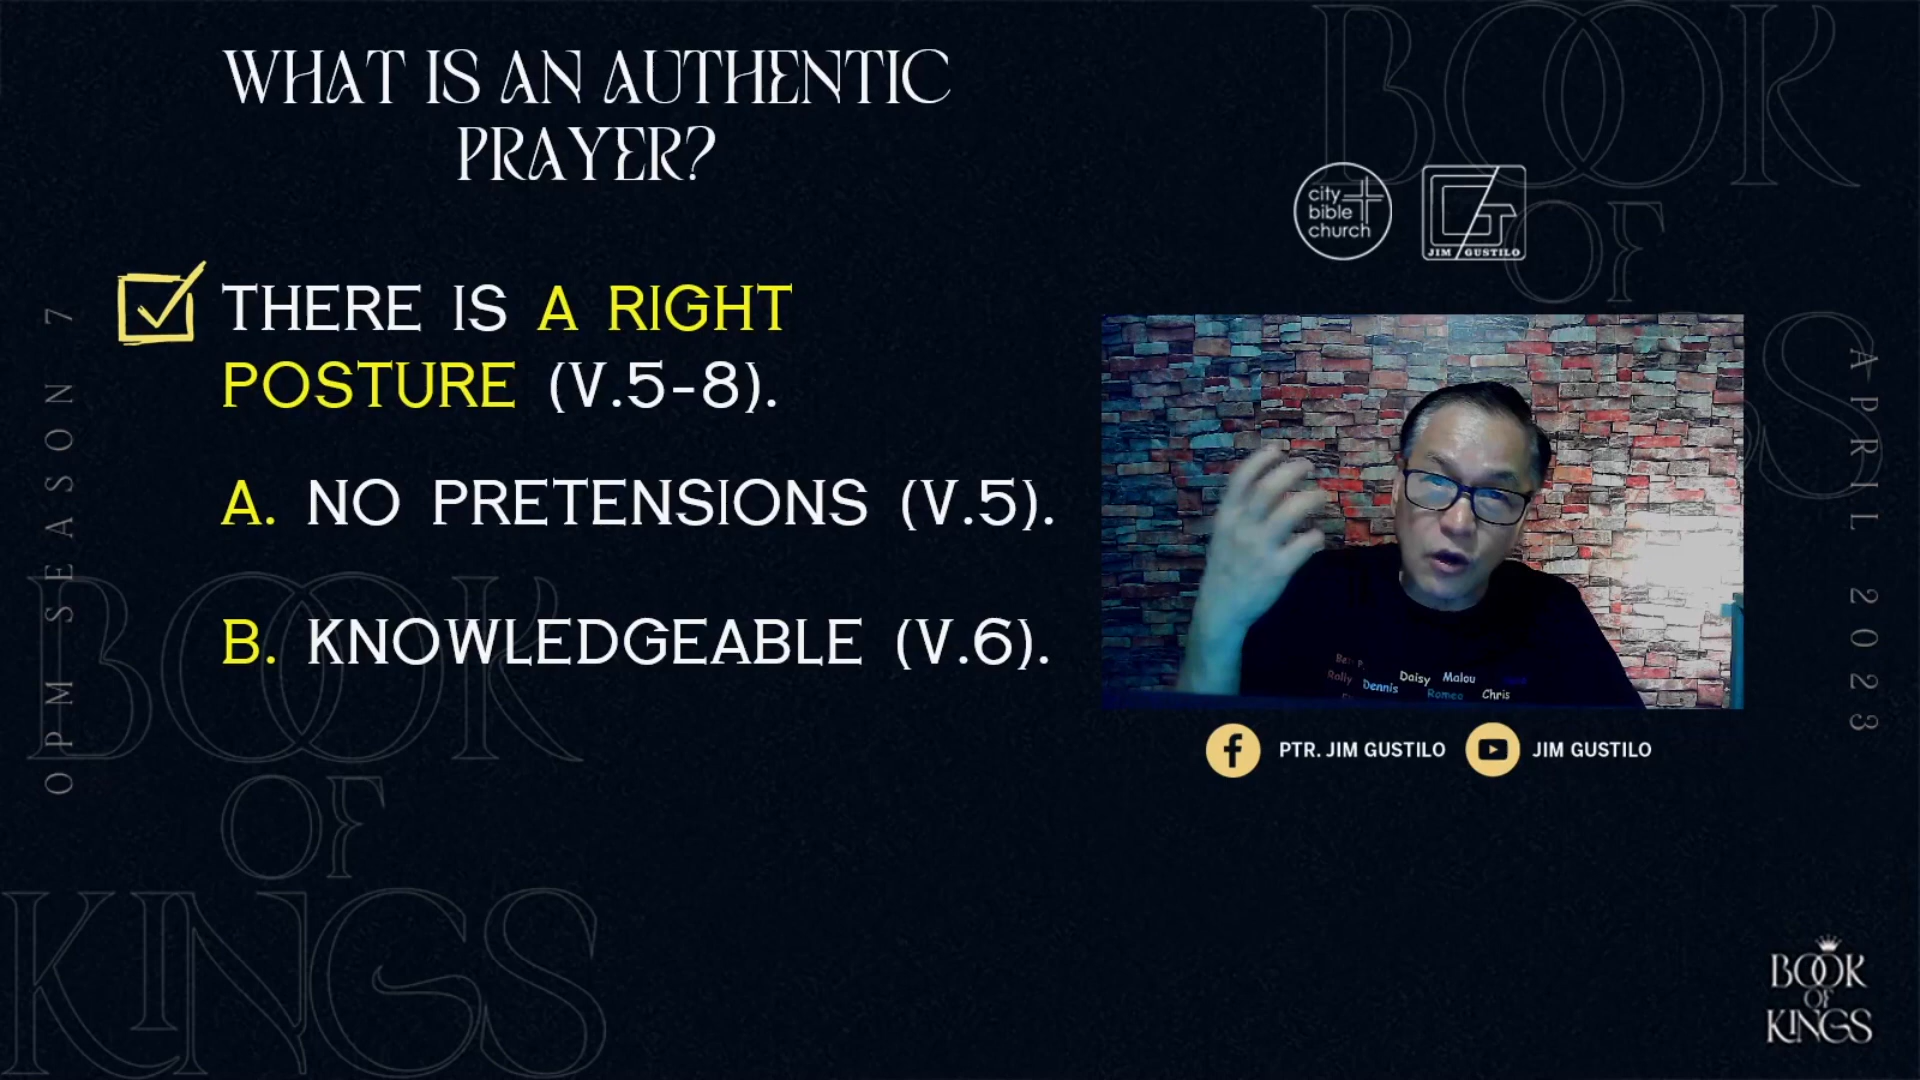 WHAT IS AN AUTHENTIC
PRAYER?
THERE IS A RIGHT
POSTURE (V.5-8).
A. NO PRETENSIONS (V.5).
B. KNOWLEDGEABLE (V.6).
OPM SEASON 7
BOOK
OF
KINGS
BOOK
OF
city
bible
church
JIM GUSTILO
Dennis
Daisy
Malou
Romeo
Chris
Rolly
PTR. JIM GUSTILO
JIM GUSTILO
APRIL 2023
BOOK
OF
KINGS